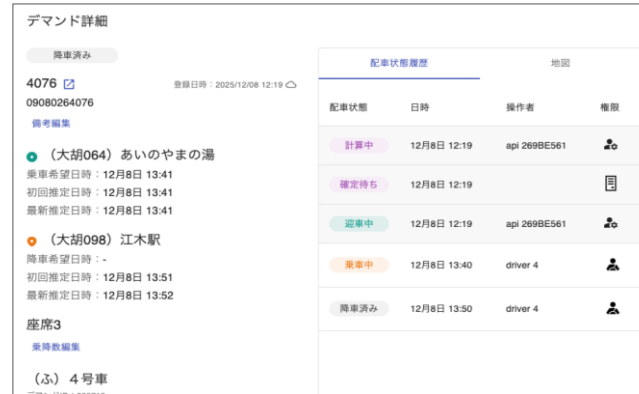 デマンド詳細
降車済み
4076
登録日時：2025/12/08 12:19
09080264076
備考編集
（大胡064）あいのやまの湯
乗車希望日時：12月8日 13:41
初回推定日時：12月8日 13:41
最新推定日時：12月8日 13:41
（大胡098）江木駅
降車希望日時：-
初回推定日時：12月8日 13:51
最新推定日時：12月8日 13:52
座席3
乗降数編集
（ふ）４号車
配車状態履歴 地図
配車状態 日時 操作者 権限
計算中 12月8日 12:19 api 269BE561
確定待ち 12月8日 12:19
迎車中 12月8日 12:19 api 269BE561
乗車中 12月8日 13:40 driver 4
降車済み 12月8日 13:50 driver 4